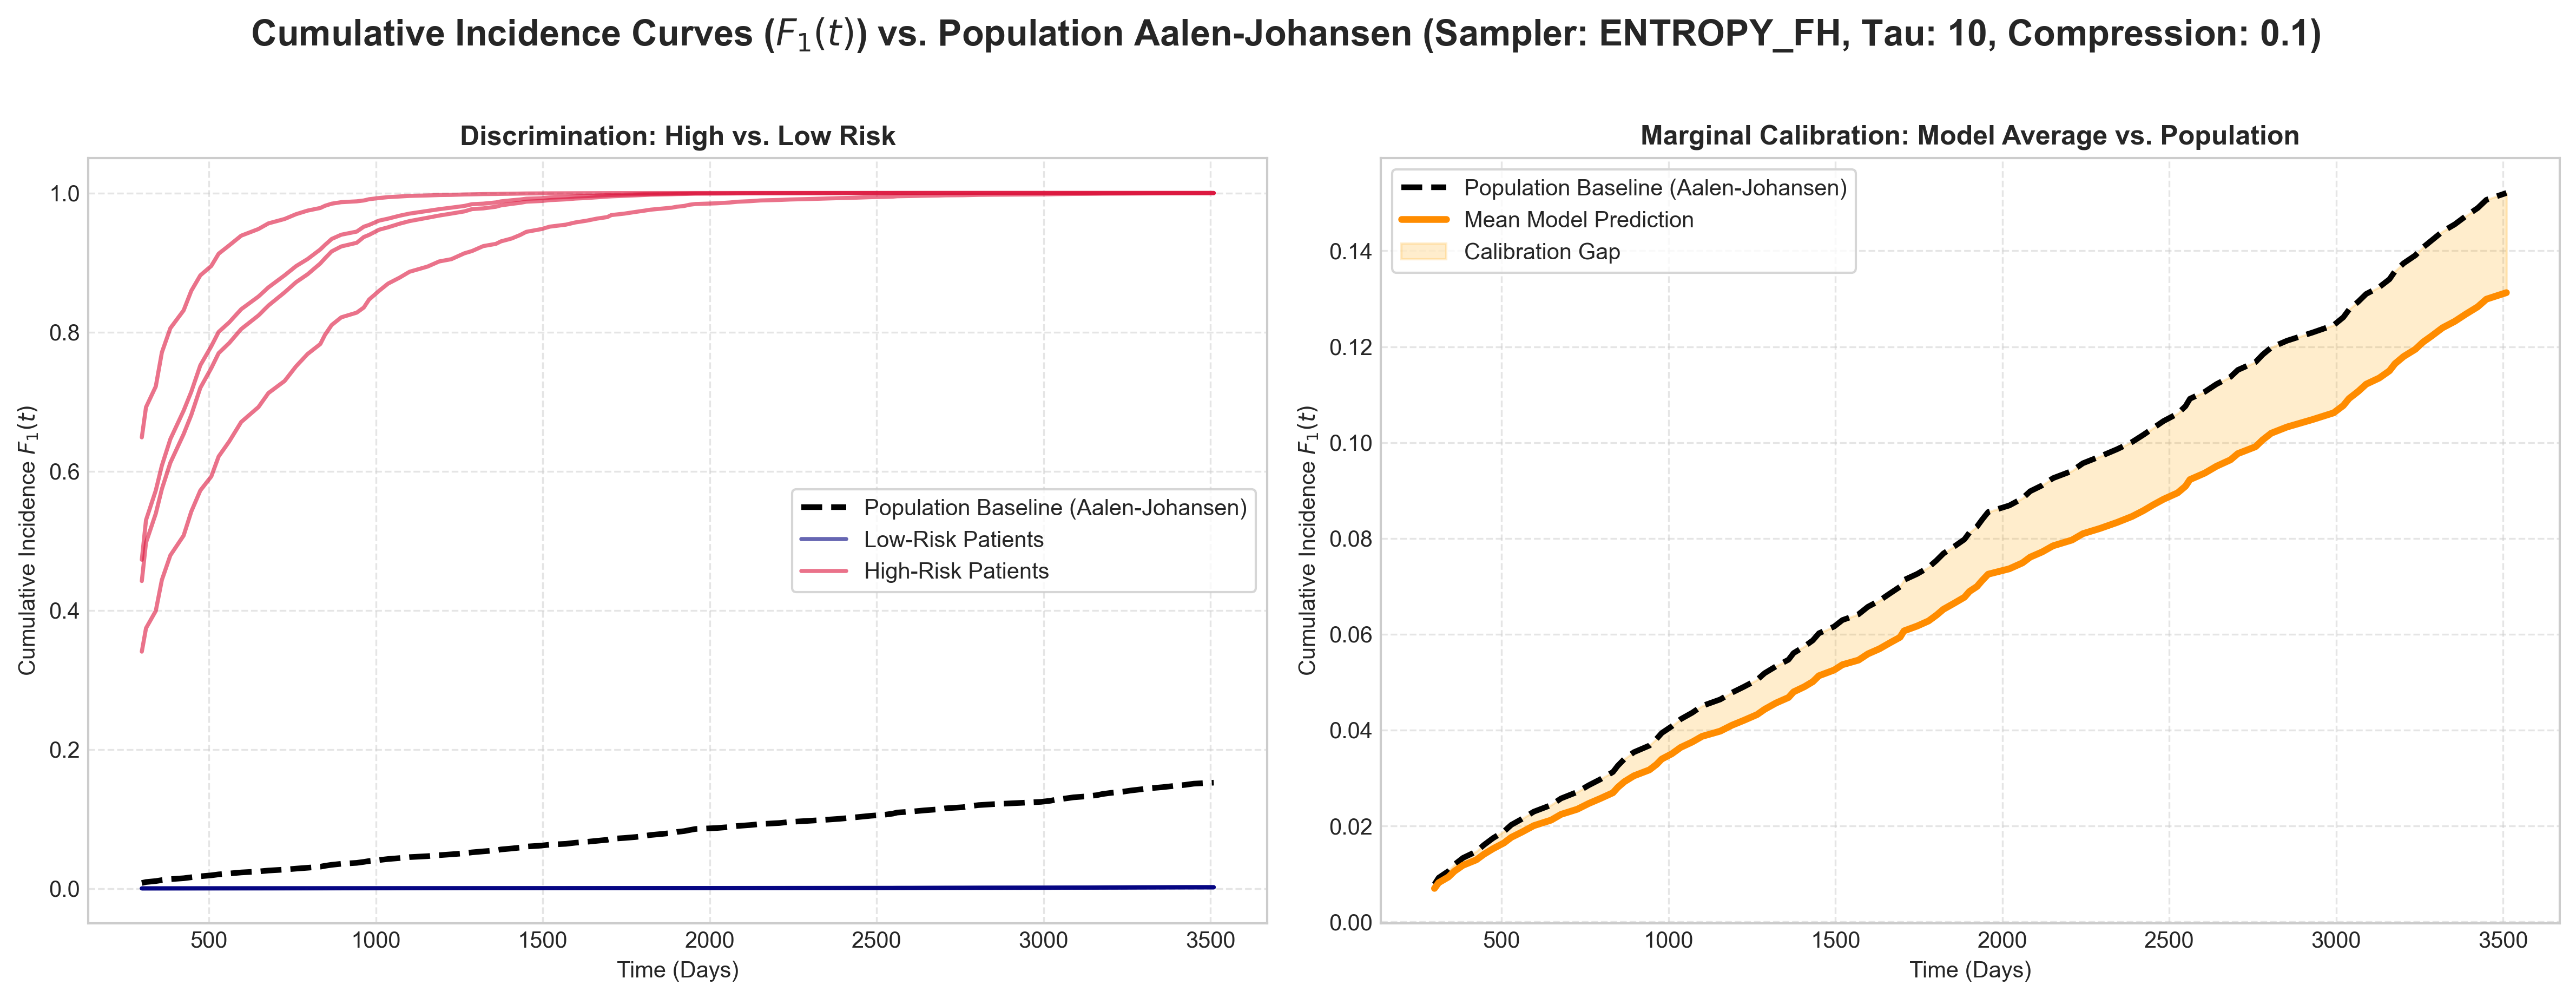 Cumulative Incidence Curves (F₁(t)) vs. Population Aalen-Johansen (Sampler: ENTROPY_FH, Tau: 10, Compression: 0.1)
Discrimination: High vs. Low Risk
Cumulative Incidence F₁(t)
1.0
0.8
0.6
0.4
0.2
0.0
Population Baseline (Aalen-Johansen)
Low-Risk Patients
High-Risk Patients
500 1000 1500 2000 2500 3000 3500
Time (Days)
Marginal Calibration: Model Average vs. Population
Cumulative Incidence F₁(t)
0.14
0.12
0.10
0.08
0.06
0.04
0.02
0.00
Population Baseline (Aalen-Johansen)
Mean Model Prediction
Calibration Gap
500 1000 1500 2000 2500 3000 3500
Time (Days)